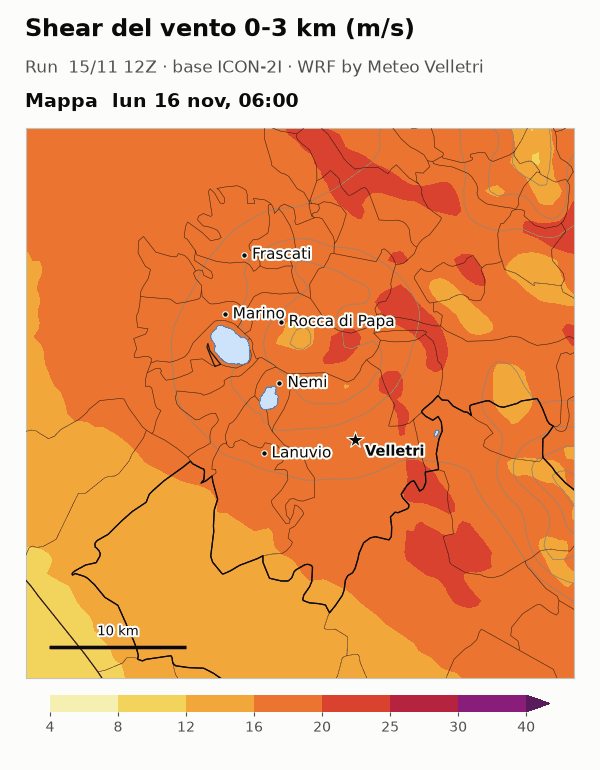 Shear del vento 0-3 km (m/s)
Run 15/11 12Z · base ICON-2I · WRF by Meteo Velletri
Mappa lun 16 nov, 06:00
Frascati
Marino
Rocca di Papa
Nemi
Velletri
Lanuvio
10 km
4 8 12 16 20 25 30 40